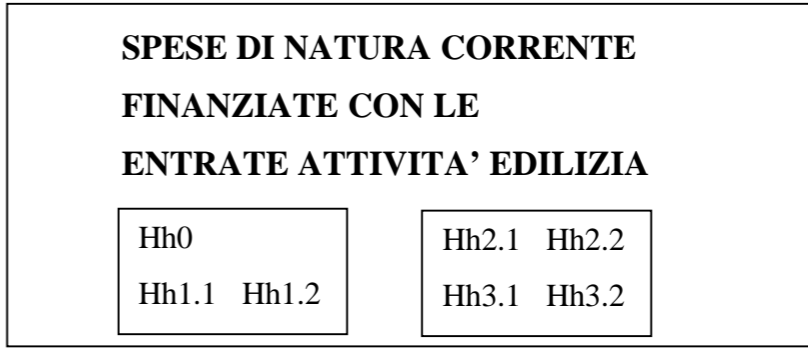 SPESE DI NATURA CORRENTE
FINANZIATE CON LE
ENTRATE ATTIVITA’ EDILIZIA
Hh0
Hh1.1 Hh1.2
Hh2.1 Hh2.2
Hh3.1 Hh3.2